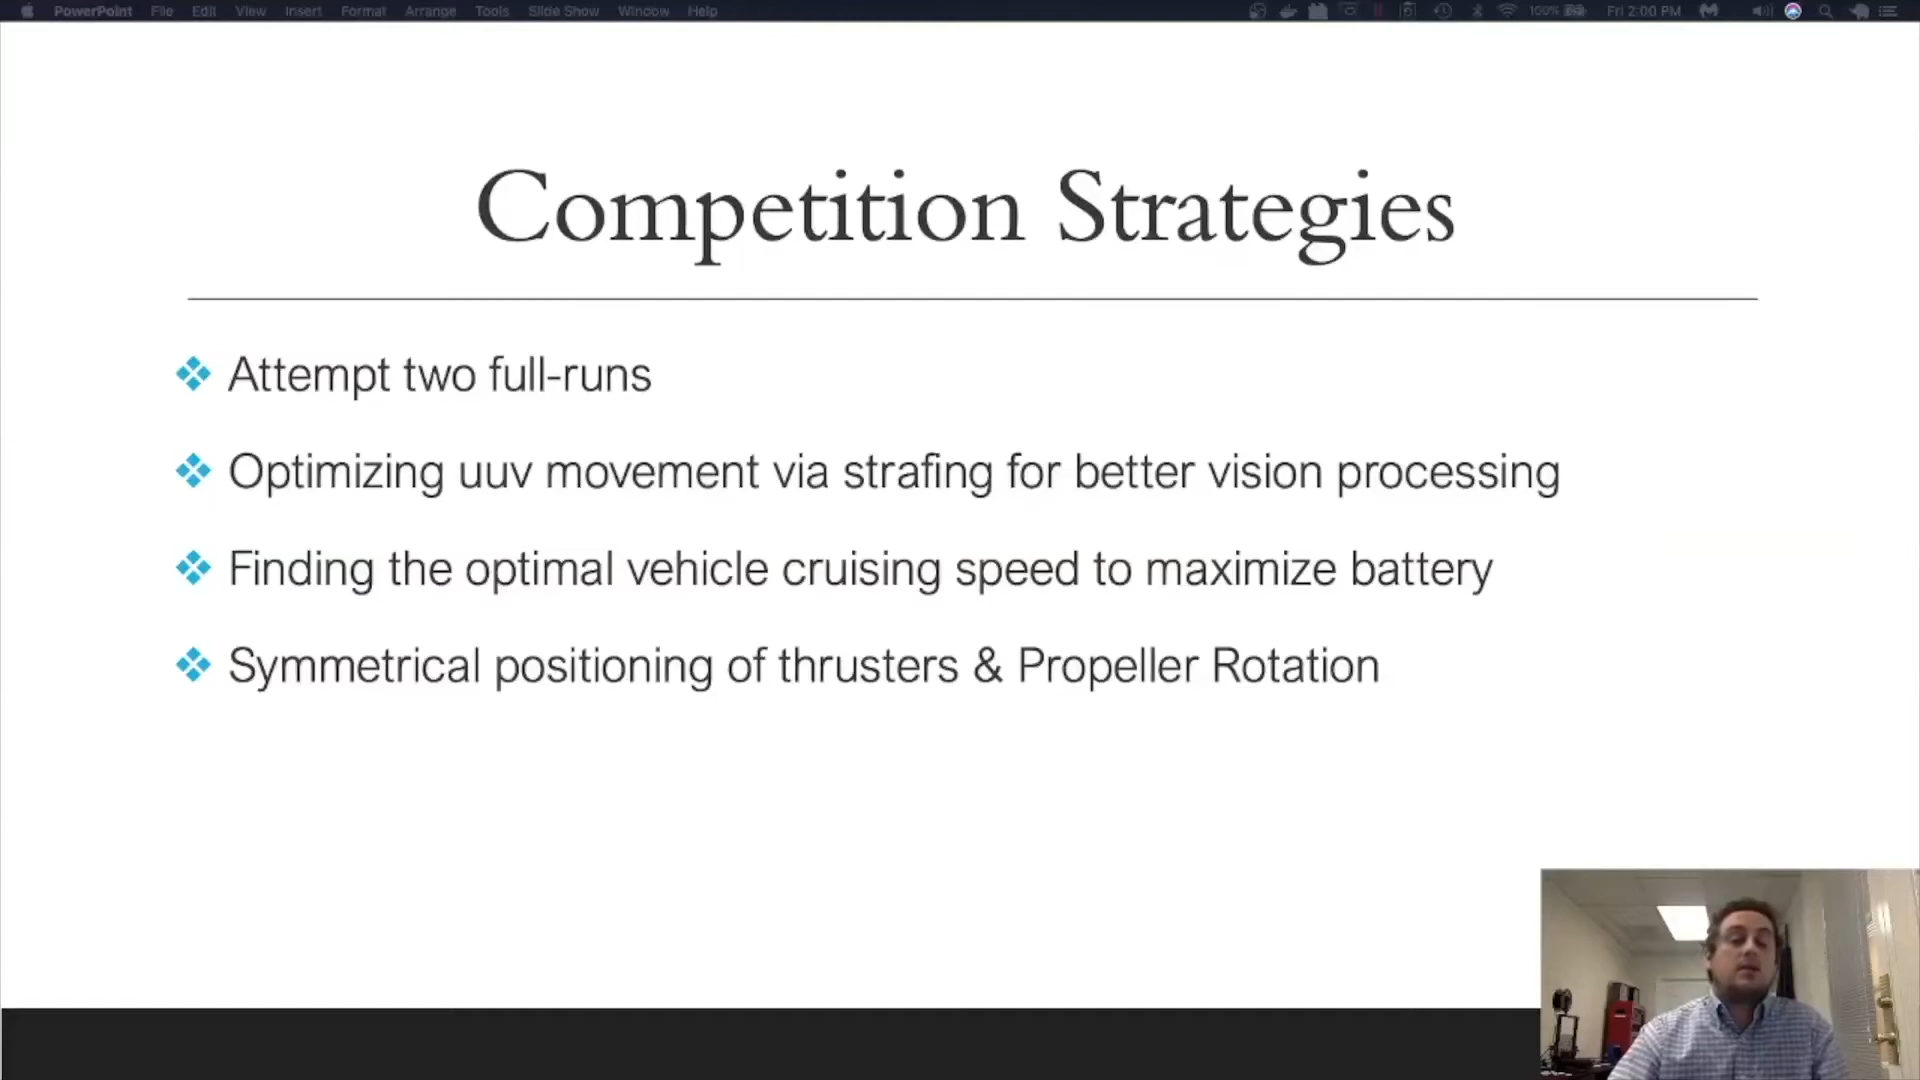 PowerPoint File Edit View Insert Format Arrange Tools Slide Show Window Help 100% Fri 2:00 PM
Competition Strategies
Attempt two full-runs
Optimizing uuv movement via strafing for better vision processing
Finding the optimal vehicle cruising speed to maximize battery
Symmetrical positioning of thrusters & Propeller Rotation